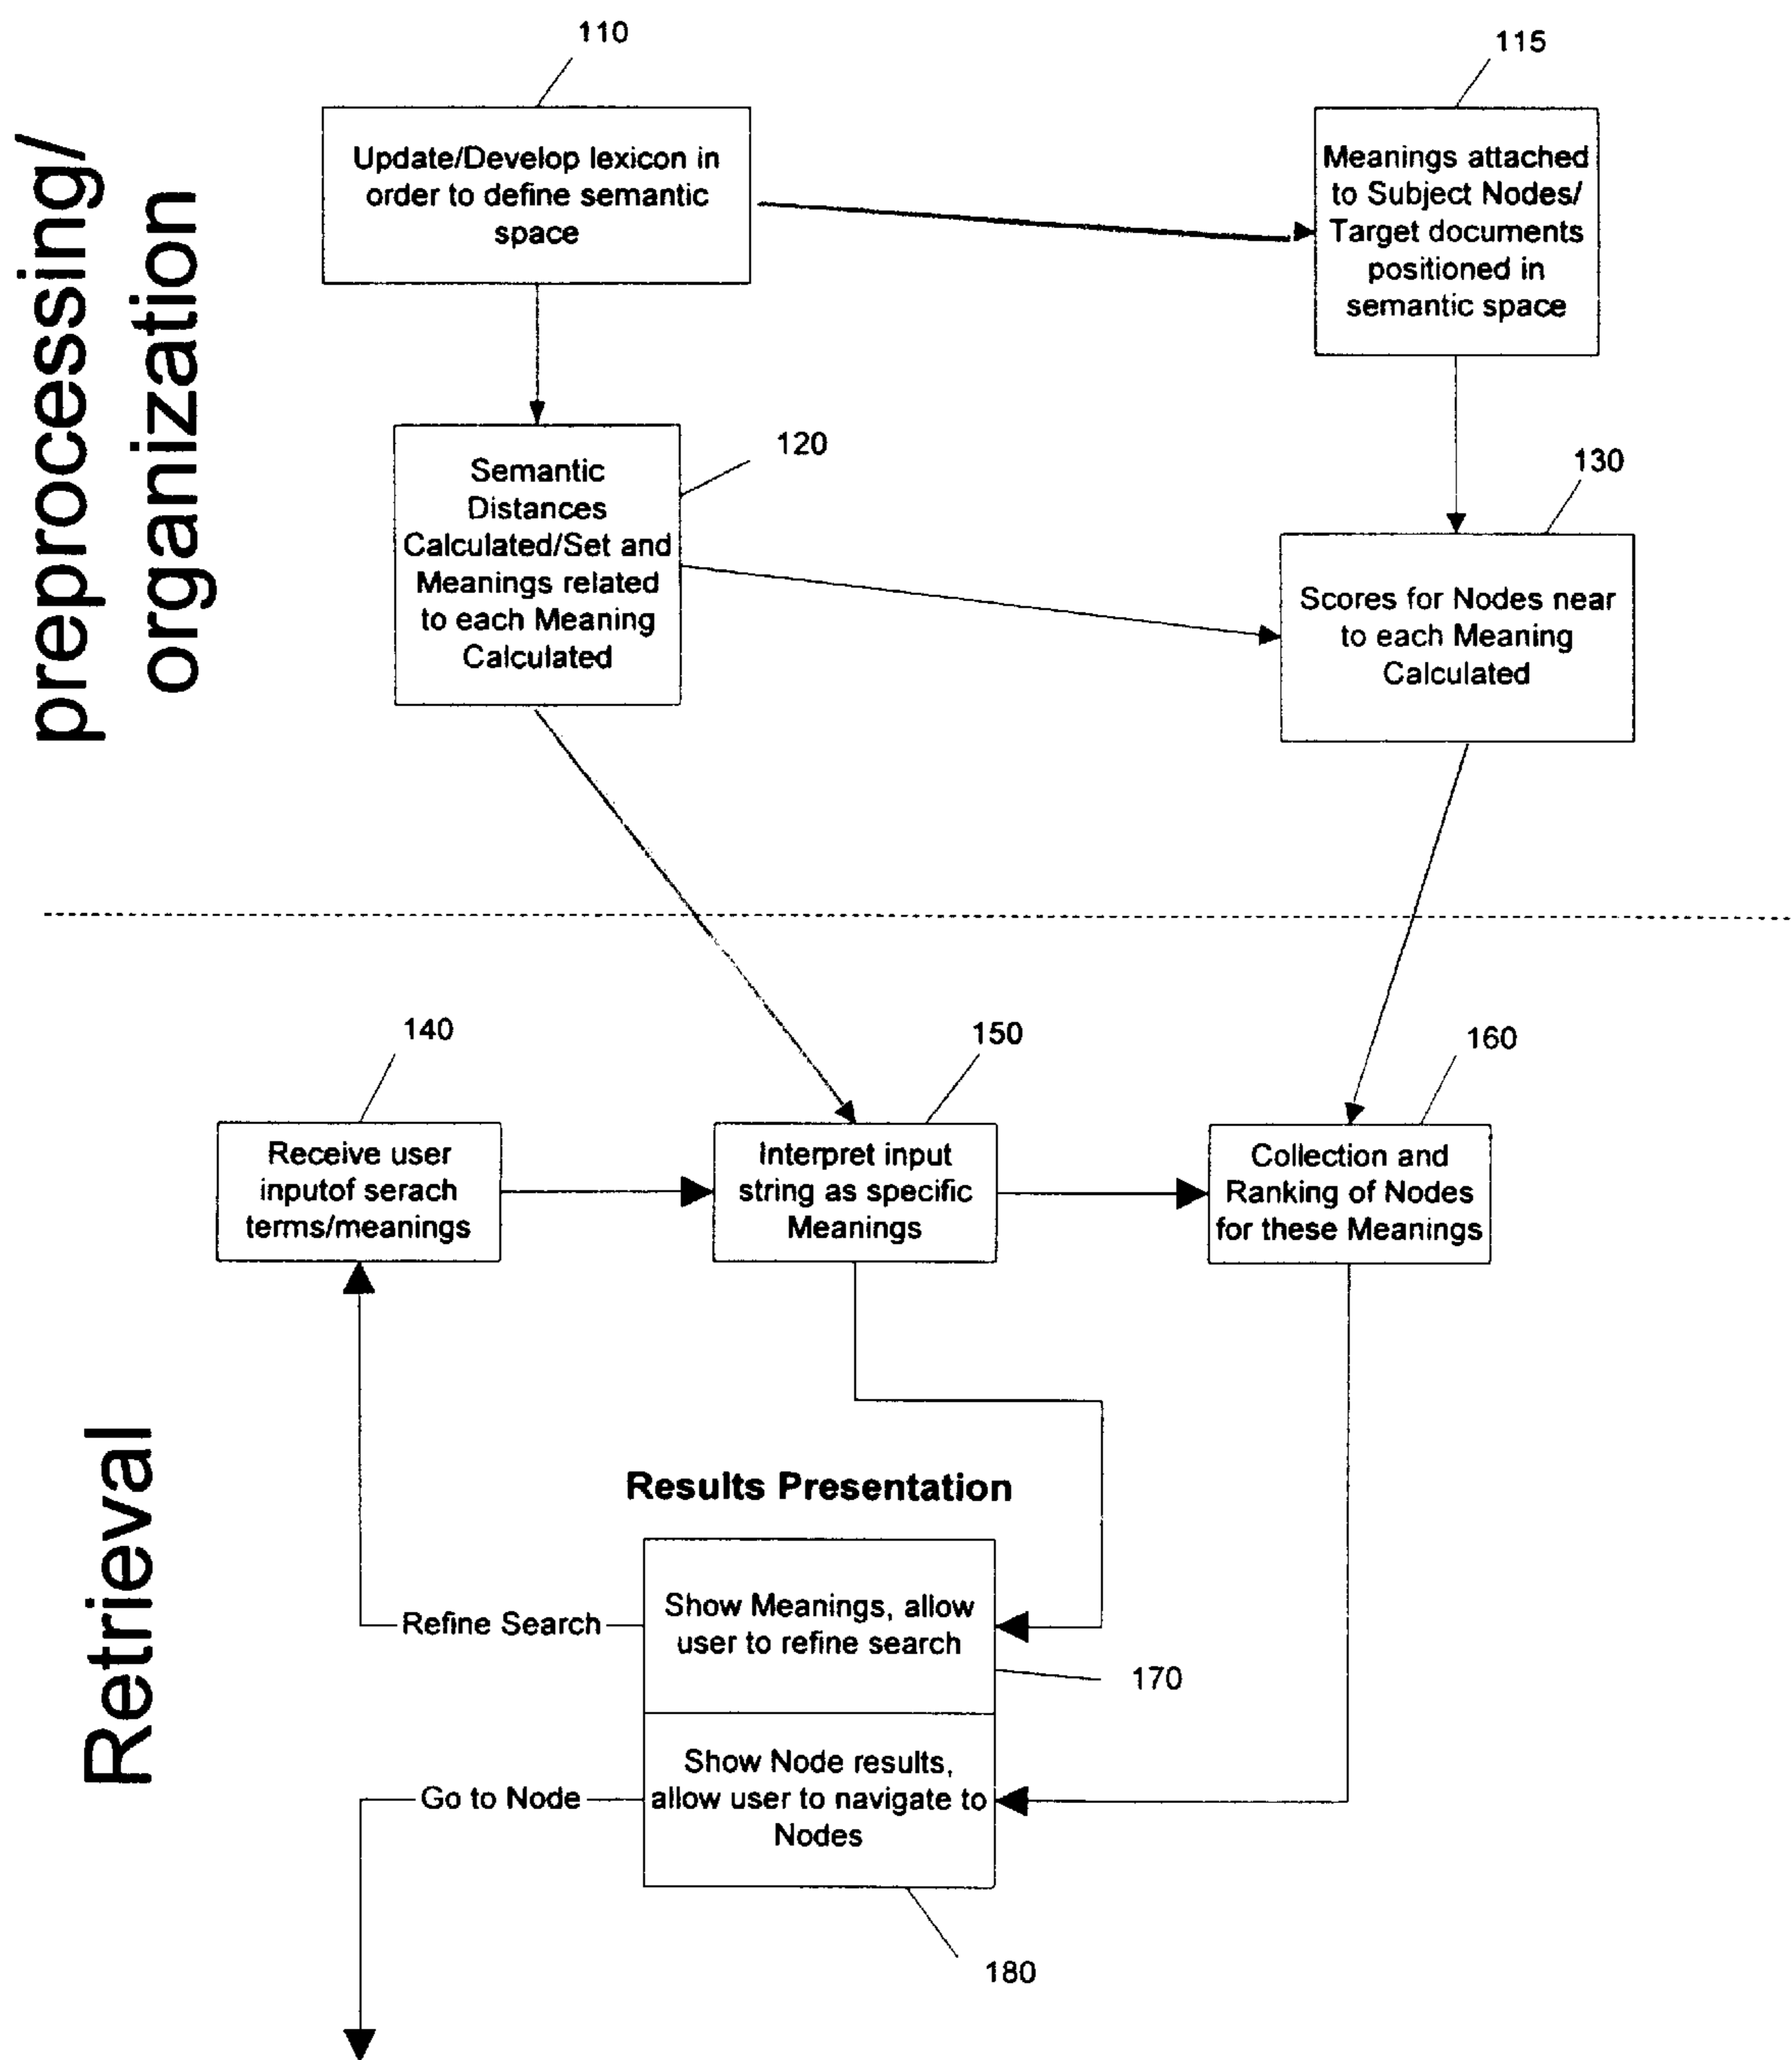 preprocessing/
organization
110
Update/Develop lexicon in
order to define semantic
space
115
Meanings attached
to Subject Nodes/
Target documents
positioned in
semantic space
120
Semantic
Distances
Calculated/Set and
Meanings related
to each Meaning
Calculated
130
Scores for Nodes near
to each Meaning
Calculated
Retrieval
140
Receive user
inputof serach
terms/meanings
150
Interpret input
string as specific
Meanings
160
Collection and
Ranking of Nodes
for these Meanings
Results Presentation
Refine Search
Show Meanings, allow
user to refine search
170
Go to Node
Show Node results,
allow user to navigate to
Nodes
180